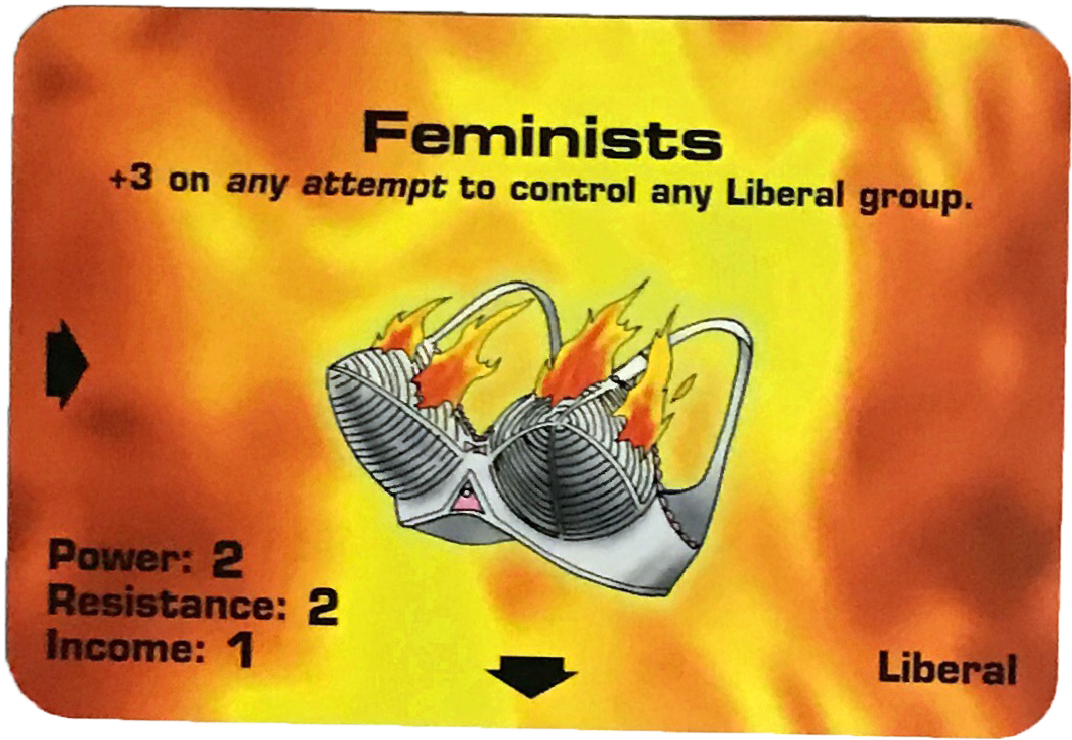 Feminists
+3 on any attempt to control any Liberal group.
Power: 2
Resistance: 2
Income: 1
Liberal